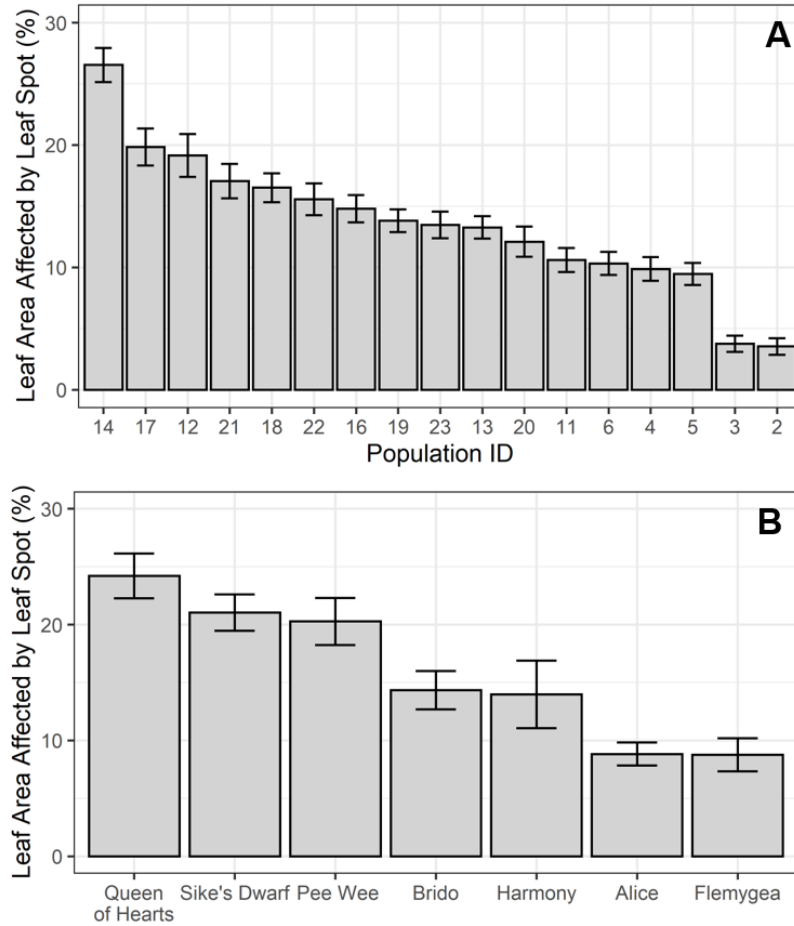 A
Leaf Area Affected by Leaf Spot (%)
30
20
10
0
14 17 12 21 18 22 16 19 23 13 20 11 6 4 5 3 2
Population ID
B
Leaf Area Affected by Leaf Spot (%)
30
20
10
0
Queen of Hearts Sike's Dwarf Pee Wee Brido Harmony Alice Flemygea